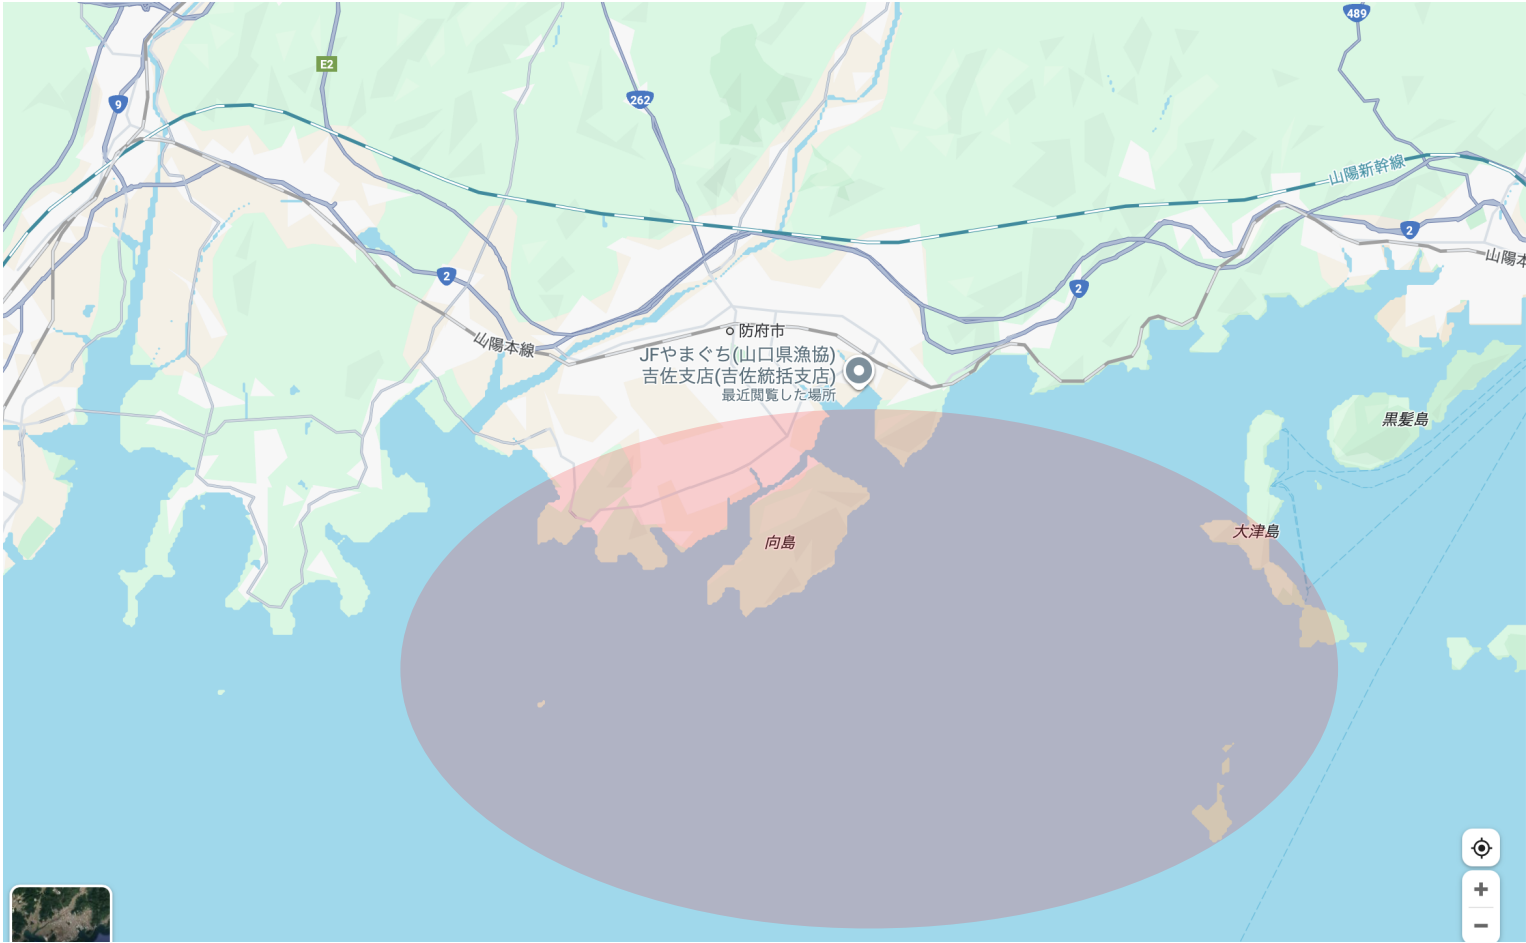 489
E2
9
262
山陽新幹線
2
山陽本
2
2
防府市
山陽本線
JFやまぐち(山口県漁協)
吉佐支店(吉佐統括支店)
最近閲覧した場所
黒髪島
大津島
向島